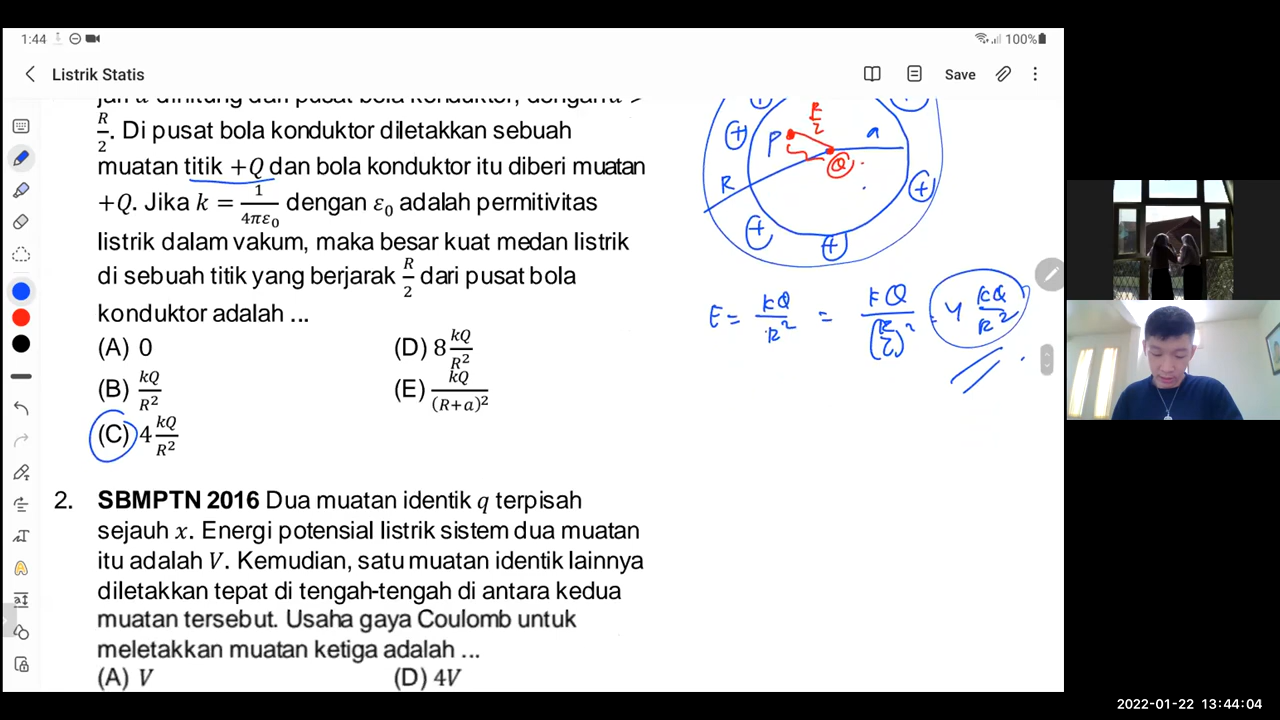 1:44
100%
Listrik Statis
Save
R/2. Di pusat bola konduktor diletakkan sebuah
muatan titik +Q dan bola konduktor itu diberi muatan
+Q. Jika k = 1/4πε₀ dengan ε₀ adalah permitivitas
listrik dalam vakum, maka besar kuat medan listrik
di sebuah titik yang berjarak R/2 dari pusat bola
konduktor adalah ...
(A) 0
(D) 8 kQ/R²
(B) kQ/R²
(E) kQ/(R+a)²
(C) 4 kQ/R²
R/2
P
a
Q
R
+
+
+
+
E = kQ/R² = kQ/(R/2)² = 4 kQ/R²
2. SBMPTN 2016 Dua muatan identik q terpisah
sejauh x. Energi potensial listrik sistem dua muatan
itu adalah V. Kemudian, satu muatan identik lainnya
diletakkan tepat di tengah-tengah di antara kedua
muatan tersebut. Usaha gaya Coulomb untuk
meletakkan muatan ketiga adalah ...
(A) V
(D) 4V
2022-01-22 13:44:04